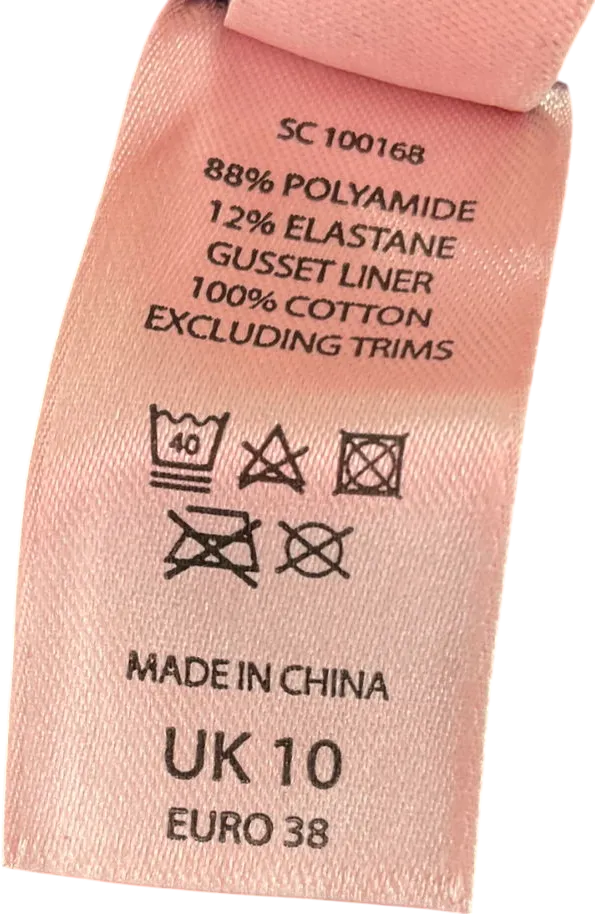 SC 100168
88% POLYAMIDE
12% ELASTANE
GUSSET LINER
100% COTTON
EXCLUDING TRIMS
40
MADE IN CHINA
UK 10
EURO 38